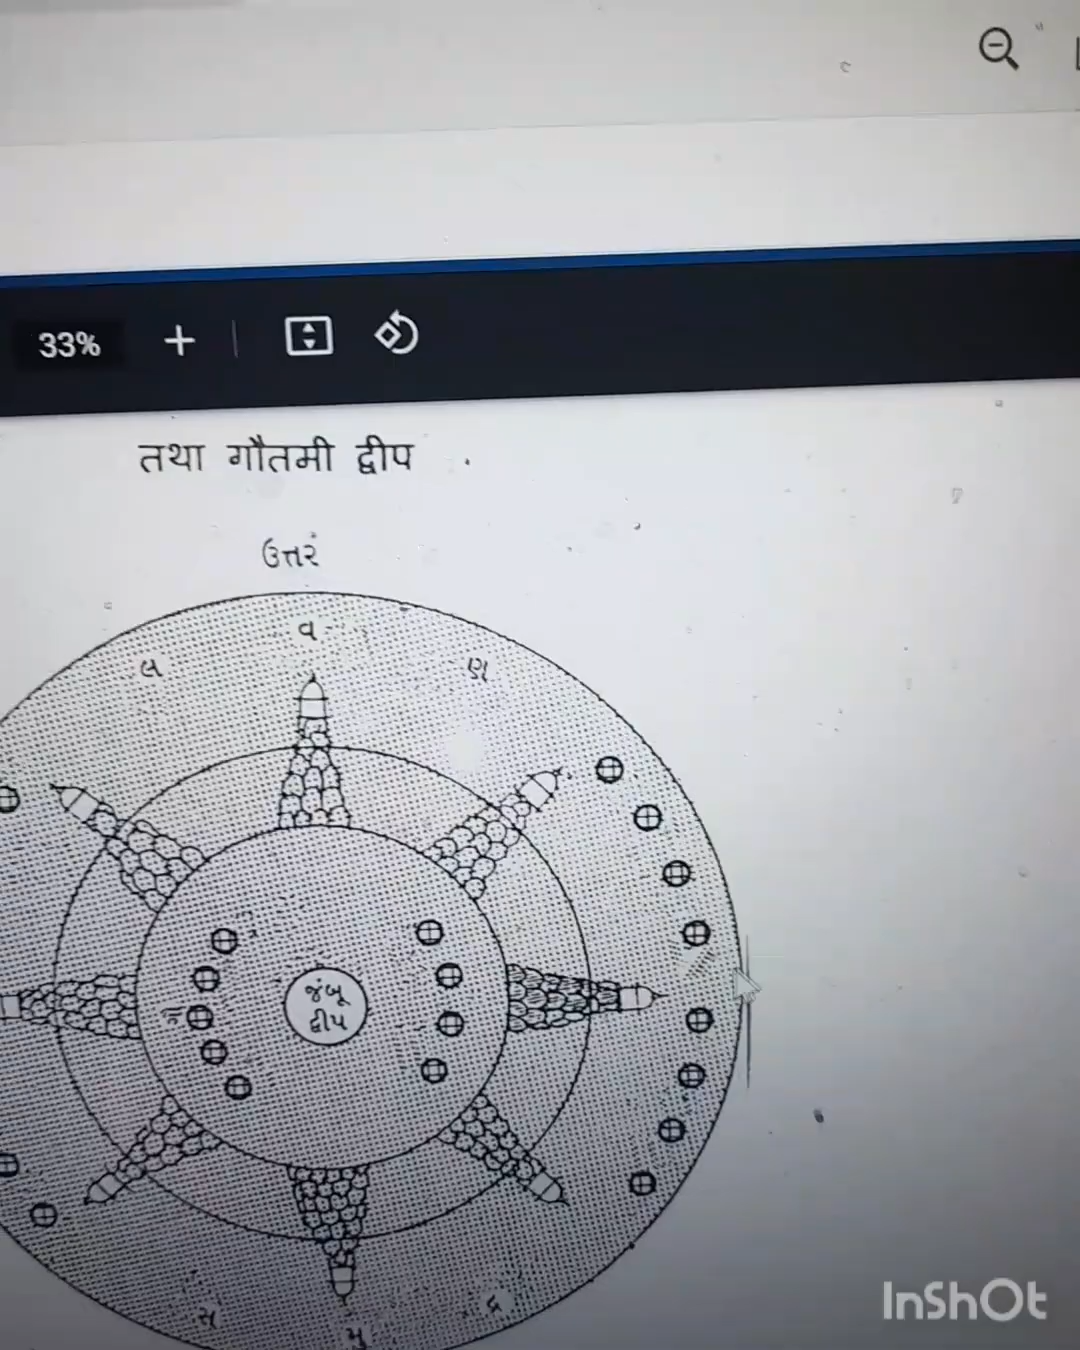 33%
तथा गौतमी द्वीप
ઉત્તર
વ
લ
ણ
જંબૂ
દ્વીપ
સ
મુ
દ્ર
InShOt